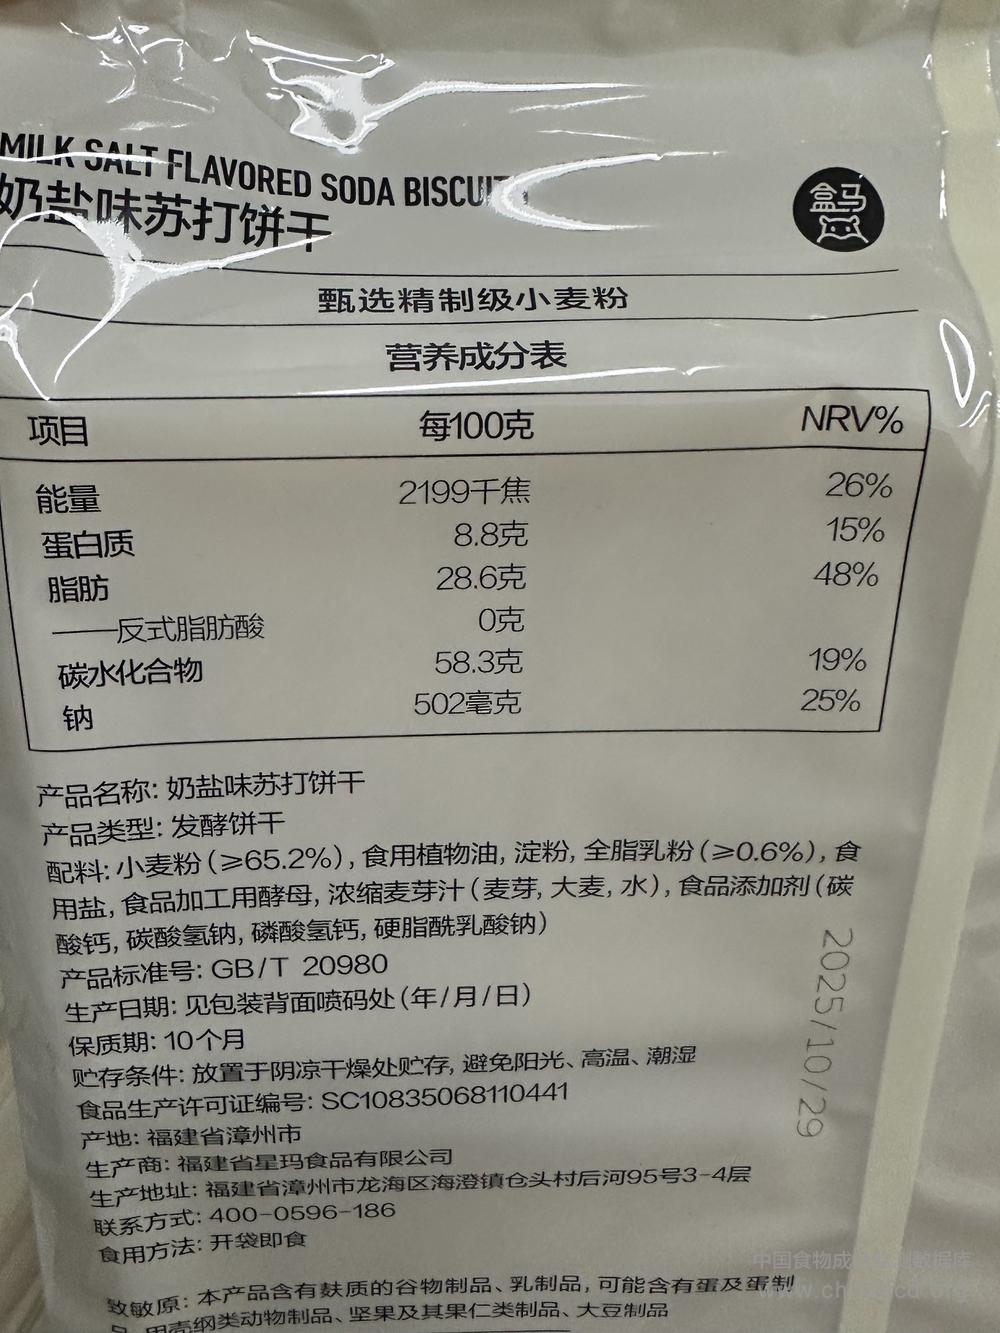 MILK SALT FLAVORED SODA BISCUIT
奶盐味苏打饼干
盒马
甄选精制级小麦粉
营养成分表
项目 每100克 NRV%
能量 2199千焦 26%
蛋白质 8.8克 15%
脂肪 28.6克 48%
——反式脂肪酸 0克
碳水化合物 58.3克 19%
钠 502毫克 25%
产品名称: 奶盐味苏打饼干
产品类型: 发酵饼干
配料: 小麦粉(≥65.2%), 食用植物油, 淀粉, 全脂乳粉(≥0.6%), 食
用盐, 食品加工用酵母, 浓缩麦芽汁(麦芽, 大麦, 水), 食品添加剂(碳
酸钙, 碳酸氢钠, 磷酸氢钙, 硬脂酰乳酸钠)
产品标准号: GB/T 20980
生产日期: 见包装背面喷码处(年/月/日)
保质期: 10个月
贮存条件: 放置于阴凉干燥处贮存, 避免阳光、高温、潮湿
食品生产许可证编号: SC10835068110441
产地: 福建省漳州市
生产商: 福建省星玛食品有限公司
生产地址: 福建省漳州市龙海区海澄镇仓头村后河95号3-4层
联系方式: 400-0596-186
食用方法: 开袋即食
2025/10/29
致敏原: 本产品含有麸质的谷物制品、乳制品, 可能含有蛋及蛋制
品、甲壳纲类动物制品、坚果及其果仁类制品、大豆制品
中国食物成
数据库